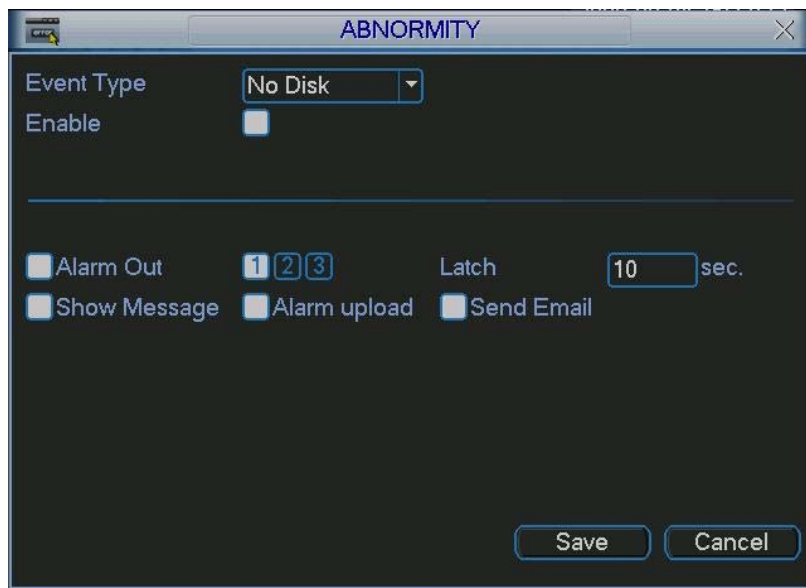 ABNORMITY
error
Event Type No Disk
Enable
Alarm Out 1 2 3 Latch 10 sec.
Show Message Alarm upload Send Email
Save Cancel